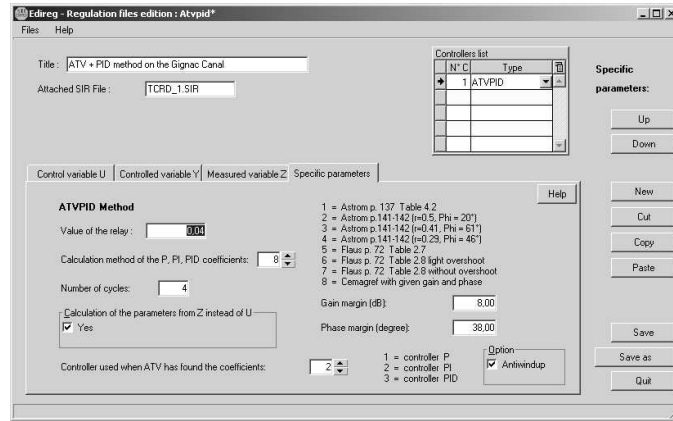 Edireg - Regulation files edition : Atvpid*
Files Help
Title : ATV + PID method on the Gignac Canal
Attached SIR File : TCRD_1.SIR
Controllers list
N° C Type
1 ATVPID
Specific
parameters:
Up
Down
New
Cut
Copy
Paste
Save
Save as
Quit
Control variable U Controlled variable Y Measured variable Z Specific parameters
Help
ATVPID Method
Value of the relay : 0,04
Calculation method of the P, PI, PID coefficients: 8
Number of cycles: 4
Calculation of the parameters from Z instead of U
Yes
Controller used when ATV has found the coefficients: 2
1 = Astrom p. 137 Table 4.2
2 = Astrom p.141-142 (r=0.5, Phi = 20°)
3 = Astrom p.141-142 (r=0.41, Phi = 61°)
4 = Astrom p.141-142 (r=0.29, Phi = 46°)
5 = Flaus p. 72 Table 2.7
6 = Flaus p. 72 Table 2.8 light overshoot
7 = Flaus p. 72 Table 2.8 without overshoot
8 = Cemagref with given gain and phase
Gain margin (dB): 8,00
Phase margin (degree): 38,00
1 = controller P
2 = controller PI
3 = controller PID
Option
Antiwindup